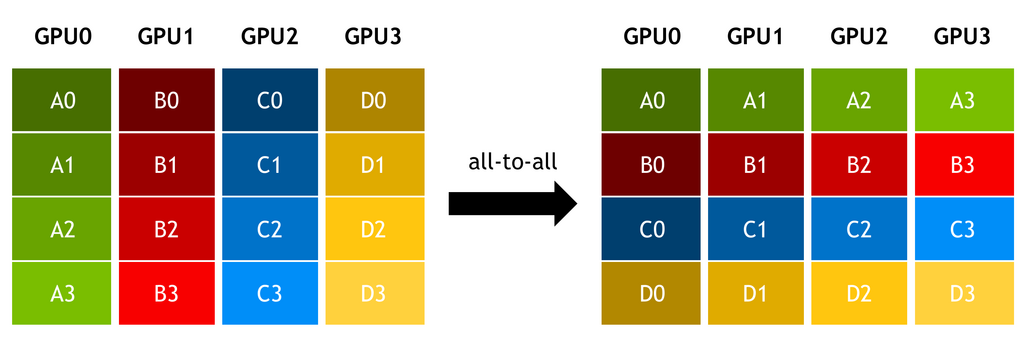 GPU0 GPU1 GPU2 GPU3
A0 B0 C0 D0
A1 B1 C1 D1
A2 B2 C2 D2
A3 B3 C3 D3
all-to-all
GPU0 GPU1 GPU2 GPU3
A0 A1 A2 A3
B0 B1 B2 B3
C0 C1 C2 C3
D0 D1 D2 D3